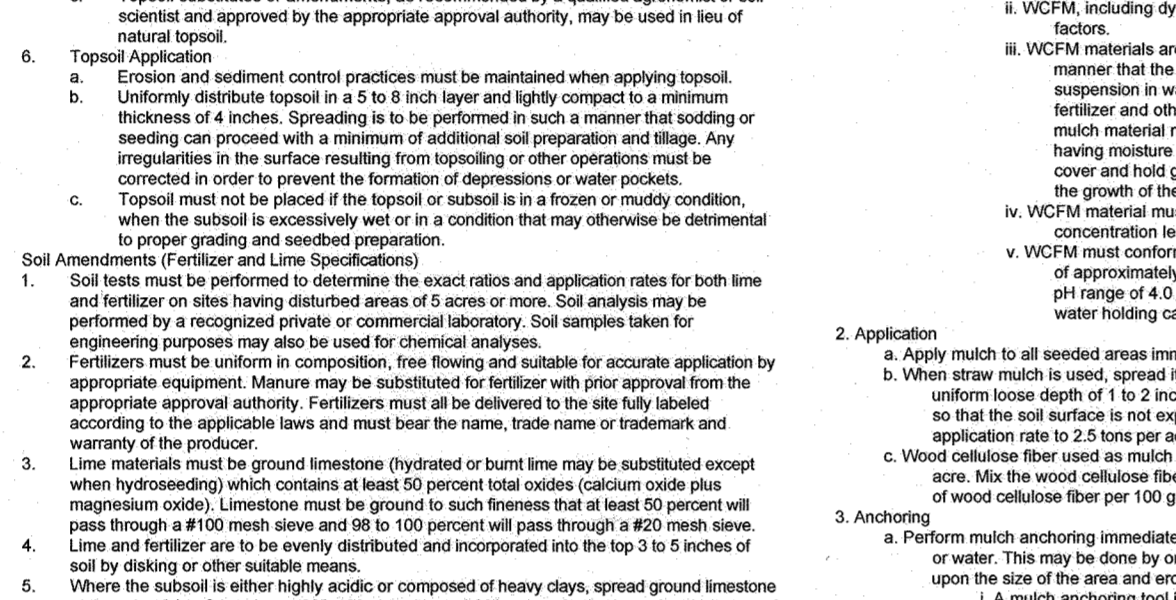 scientist and approved by the appropriate approval authority, may be used in lieu of
natural topsoil.
6. Topsoil Application
a. Erosion and sediment control practices must be maintained when applying topsoil.
b. Uniformly distribute topsoil in a 5 to 8 inch layer and lightly compact to a minimum
thickness of 4 inches. Spreading is to be performed in such a manner that sodding or
seeding can proceed with a minimum of additional soil preparation and tillage. Any
irregularities in the surface resulting from topsoiling or other operations must be
corrected in order to prevent the formation of depressions or water pockets.
c. Topsoil must not be placed if the topsoil or subsoil is in a frozen or muddy condition,
when the subsoil is excessively wet or in a condition that may otherwise be detrimental
to proper grading and seedbed preparation.
Soil Amendments (Fertilizer and Lime Specifications)
1. Soil tests must be performed to determine the exact ratios and application rates for both lime
and fertilizer on sites having disturbed areas of 5 acres or more. Soil analysis may be
performed by a recognized private or commercial laboratory. Soil samples taken for
engineering purposes may also be used for chemical analyses.
2. Fertilizers must be uniform in composition, free flowing and suitable for accurate application by
appropriate equipment. Manure may be substituted for fertilizer with prior approval from the
appropriate approval authority. Fertilizers must all be delivered to the site fully labeled
according to the applicable laws and must bear the name, trade name or trademark and
warranty of the producer.
3. Lime materials must be ground limestone (hydrated or burnt lime may be substituted except
when hydroseeding) which contains at least 50 percent total oxides (calcium oxide plus
magnesium oxide). Limestone must be ground to such fineness that at least 50 percent will
pass through a #100 mesh sieve and 98 to 100 percent will pass through a #20 mesh sieve.
4. Lime and fertilizer are to be evenly distributed and incorporated into the top 3 to 5 inches of
soil by disking or other suitable means.
5. Where the subsoil is either highly acidic or composed of heavy clays, spread ground limestone
ii. WCFM, including dy
factors.
iii. WCFM materials are
manner that the
suspension in wa
fertilizer and oth
mulch material
having moisture
cover and hold g
the growth of the
iv. WCFM material mus
concentration le
v. WCFM must conform
of approximately
pH range of 4.0
water holding ca
2. Application
a. Apply mulch to all seeded areas imm
b. When straw mulch is used, spread i
uniform loose depth of 1 to 2 inc
so that the soil surface is not exp
application rate to 2.5 tons per a
c. Wood cellulose fiber used as mulch
acre. Mix the wood cellulose fibe
of wood cellulose fiber per 100 g
3. Anchoring
a. Perform mulch anchoring immediate
or water. This may be done by o
upon the size of the area and ero
i. A mulch anchoring tool